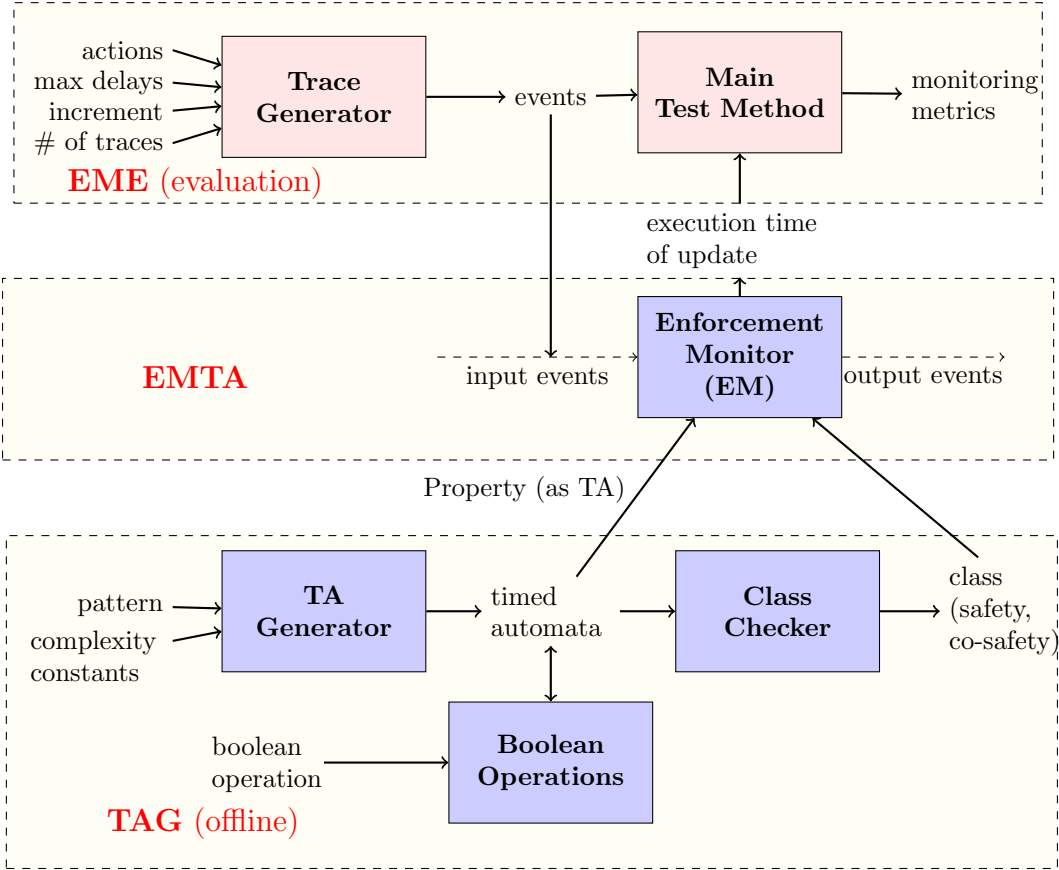 actions
max delays
increment
# of traces
Trace
Generator
events
Main
Test Method
monitoring
metrics
EME (evaluation)
execution time
of update
Enforcement
Monitor
(EM)
EMTA
input events
output events
Property (as TA)
pattern
complexity
constants
TA
Generator
timed
automata
Class
Checker
class
(safety,
co-safety)
boolean
operation
Boolean
Operations
TAG (offline)